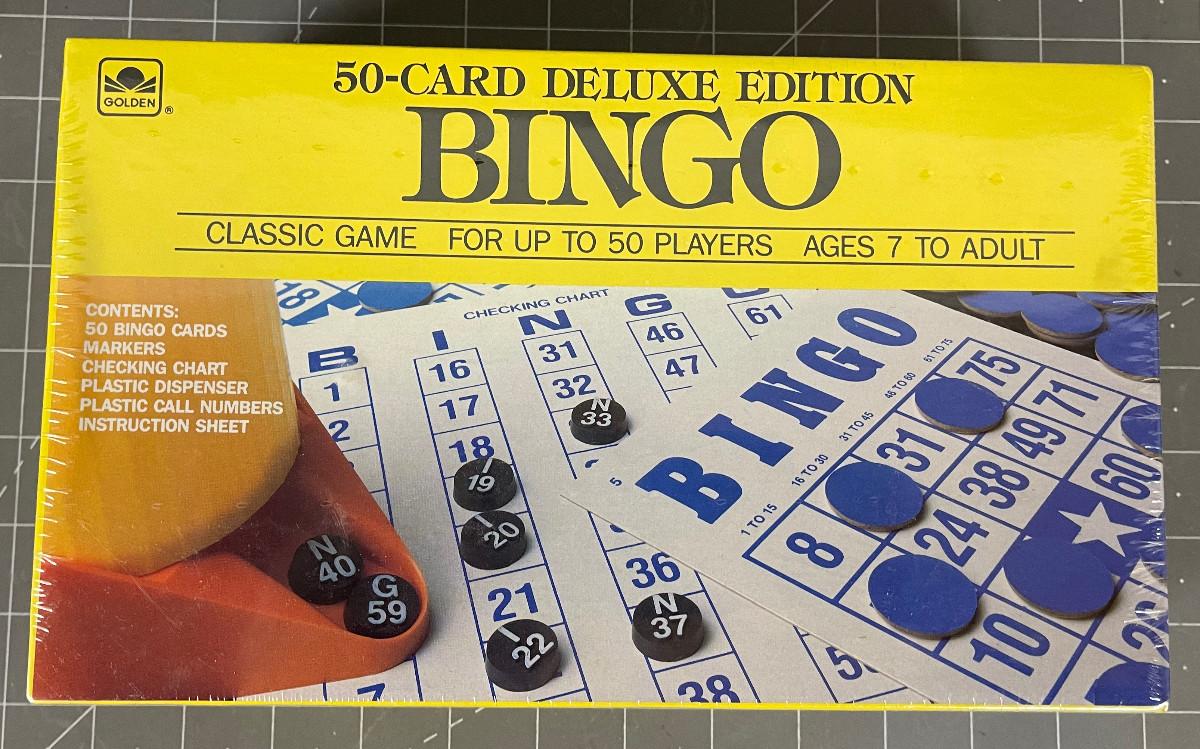 GOLDEN
®
50-CARD DELUXE EDITION
BINGO
CLASSIC GAME FOR UP TO 50 PLAYERS AGES 7 TO ADULT
CONTENTS:
50 BINGO CARDS
MARKERS
CHECKING CHART
PLASTIC DISPENSER
PLASTIC CALL NUMBERS
INSTRUCTION SHEET
18
CHECKING CHART
B I N G
1 16 31 46 61
2 17 32 47
N 33
18
I 19
I 20
21
I 22
36
N 37
38
7
5
N 40
G 59
BINGO
1 TO 15
16 TO 30
31 TO 45
46 TO 60
61 TO 75
8 31 75
24 38 49 71
10 60